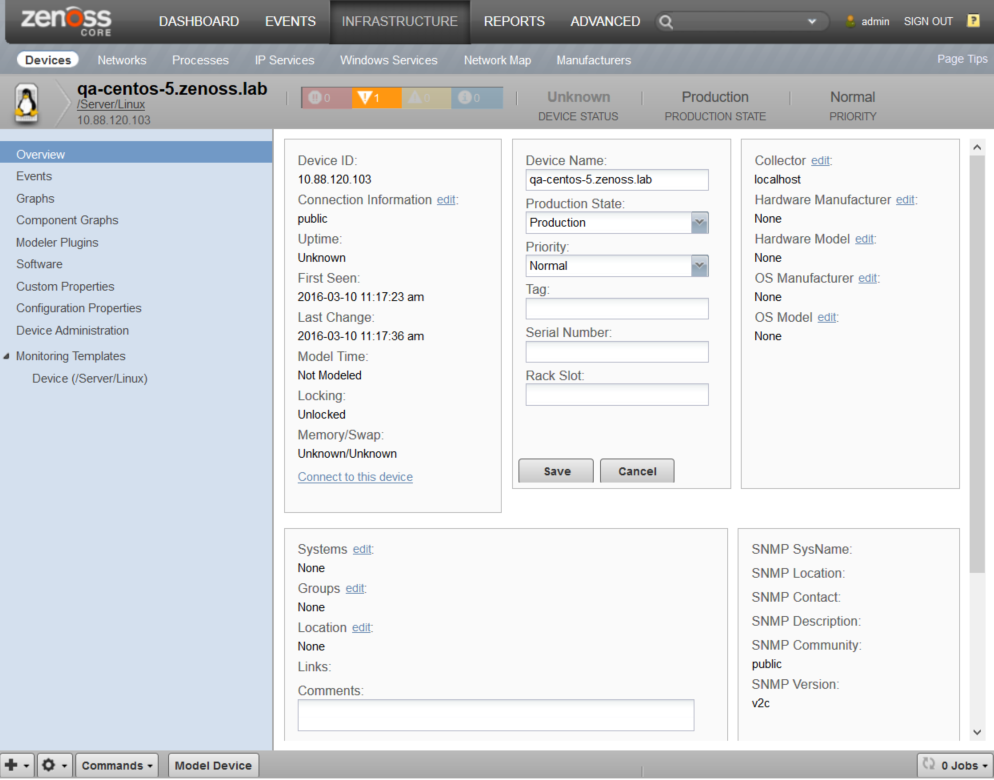 zenoss
CORE
DASHBOARD EVENTS INFRASTRUCTURE REPORTS ADVANCED admin SIGN OUT ?
Devices Networks Processes IP Services Windows Services Network Map Manufacturers Page Tips
qa-centos-5.zenoss.lab
/Server/Linux
10.88.120.103
0 1 0 0
Unknown
DEVICE STATUS
Production
PRODUCTION STATE
Normal
PRIORITY
Overview
Events
Graphs
Component Graphs
Modeler Plugins
Software
Custom Properties
Configuration Properties
Device Administration
Monitoring Templates
Device (/Server/Linux)
Device ID:
10.88.120.103
Connection Information edit:
public
Uptime:
Unknown
First Seen:
2016-03-10 11:17:23 am
Last Change:
2016-03-10 11:17:36 am
Model Time:
Not Modeled
Locking:
Unlocked
Memory/Swap:
Unknown/Unknown
Connect to this device
Device Name:
qa-centos-5.zenoss.lab
Production State:
Production
Priority:
Normal
Tag:
Serial Number:
Rack Slot:
Save Cancel
Collector edit:
localhost
Hardware Manufacturer edit:
None
Hardware Model edit:
None
OS Manufacturer edit:
None
OS Model edit:
None
Systems edit:
None
Groups edit:
None
Location edit:
None
Links:
Comments:
SNMP SysName:
SNMP Location:
SNMP Contact:
SNMP Description:
SNMP Community:
public
SNMP Version:
v2c
Commands Model Device 0 Jobs